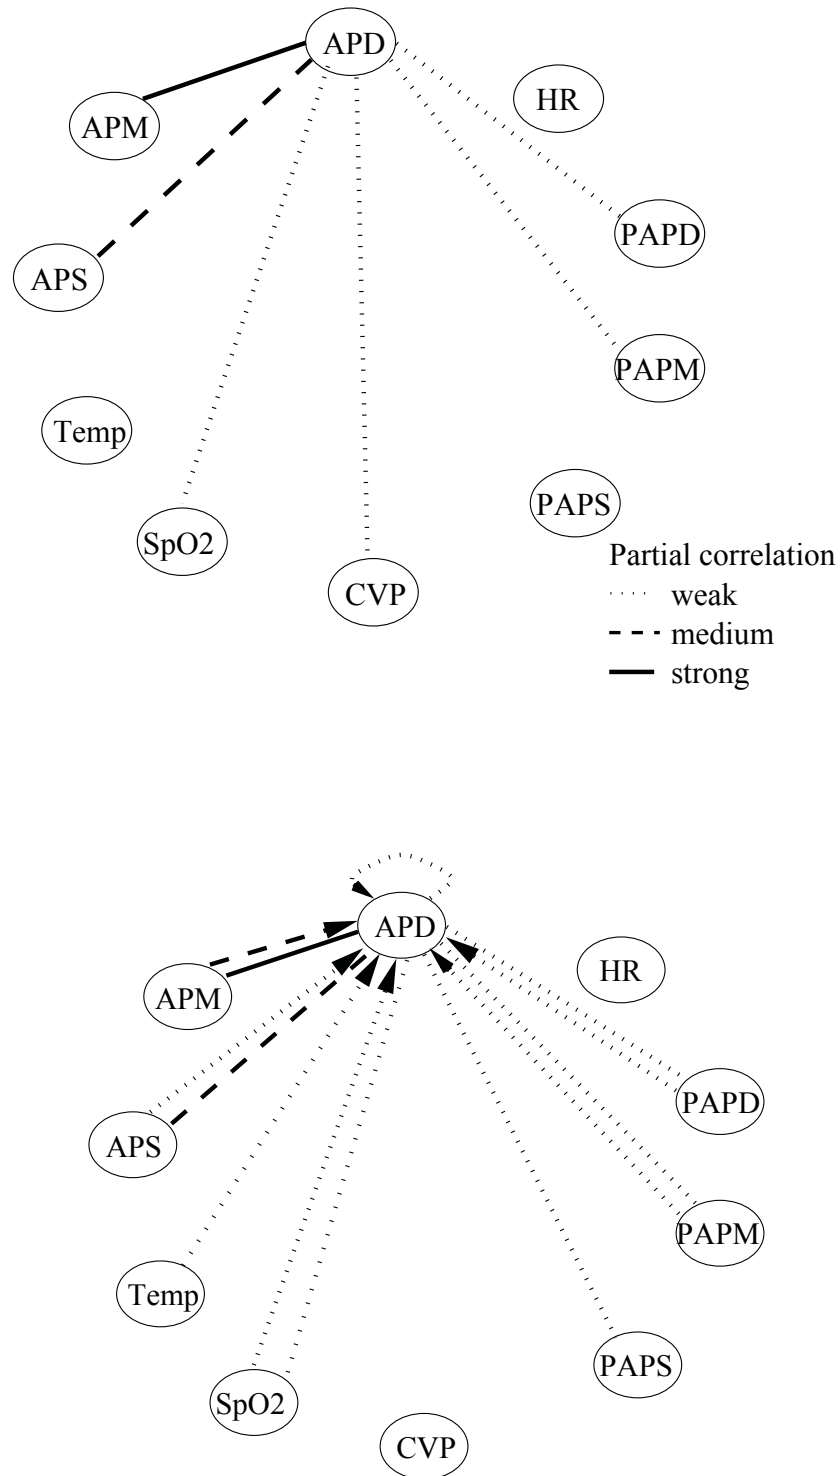 APD
HR
APM
PAPD
APS
PAPM
Temp
PAPS
SpO2
Partial correlation
CVP
weak
medium
strong
APD
HR
APM
PAPD
APS
PAPM
Temp
PAPS
SpO2
CVP